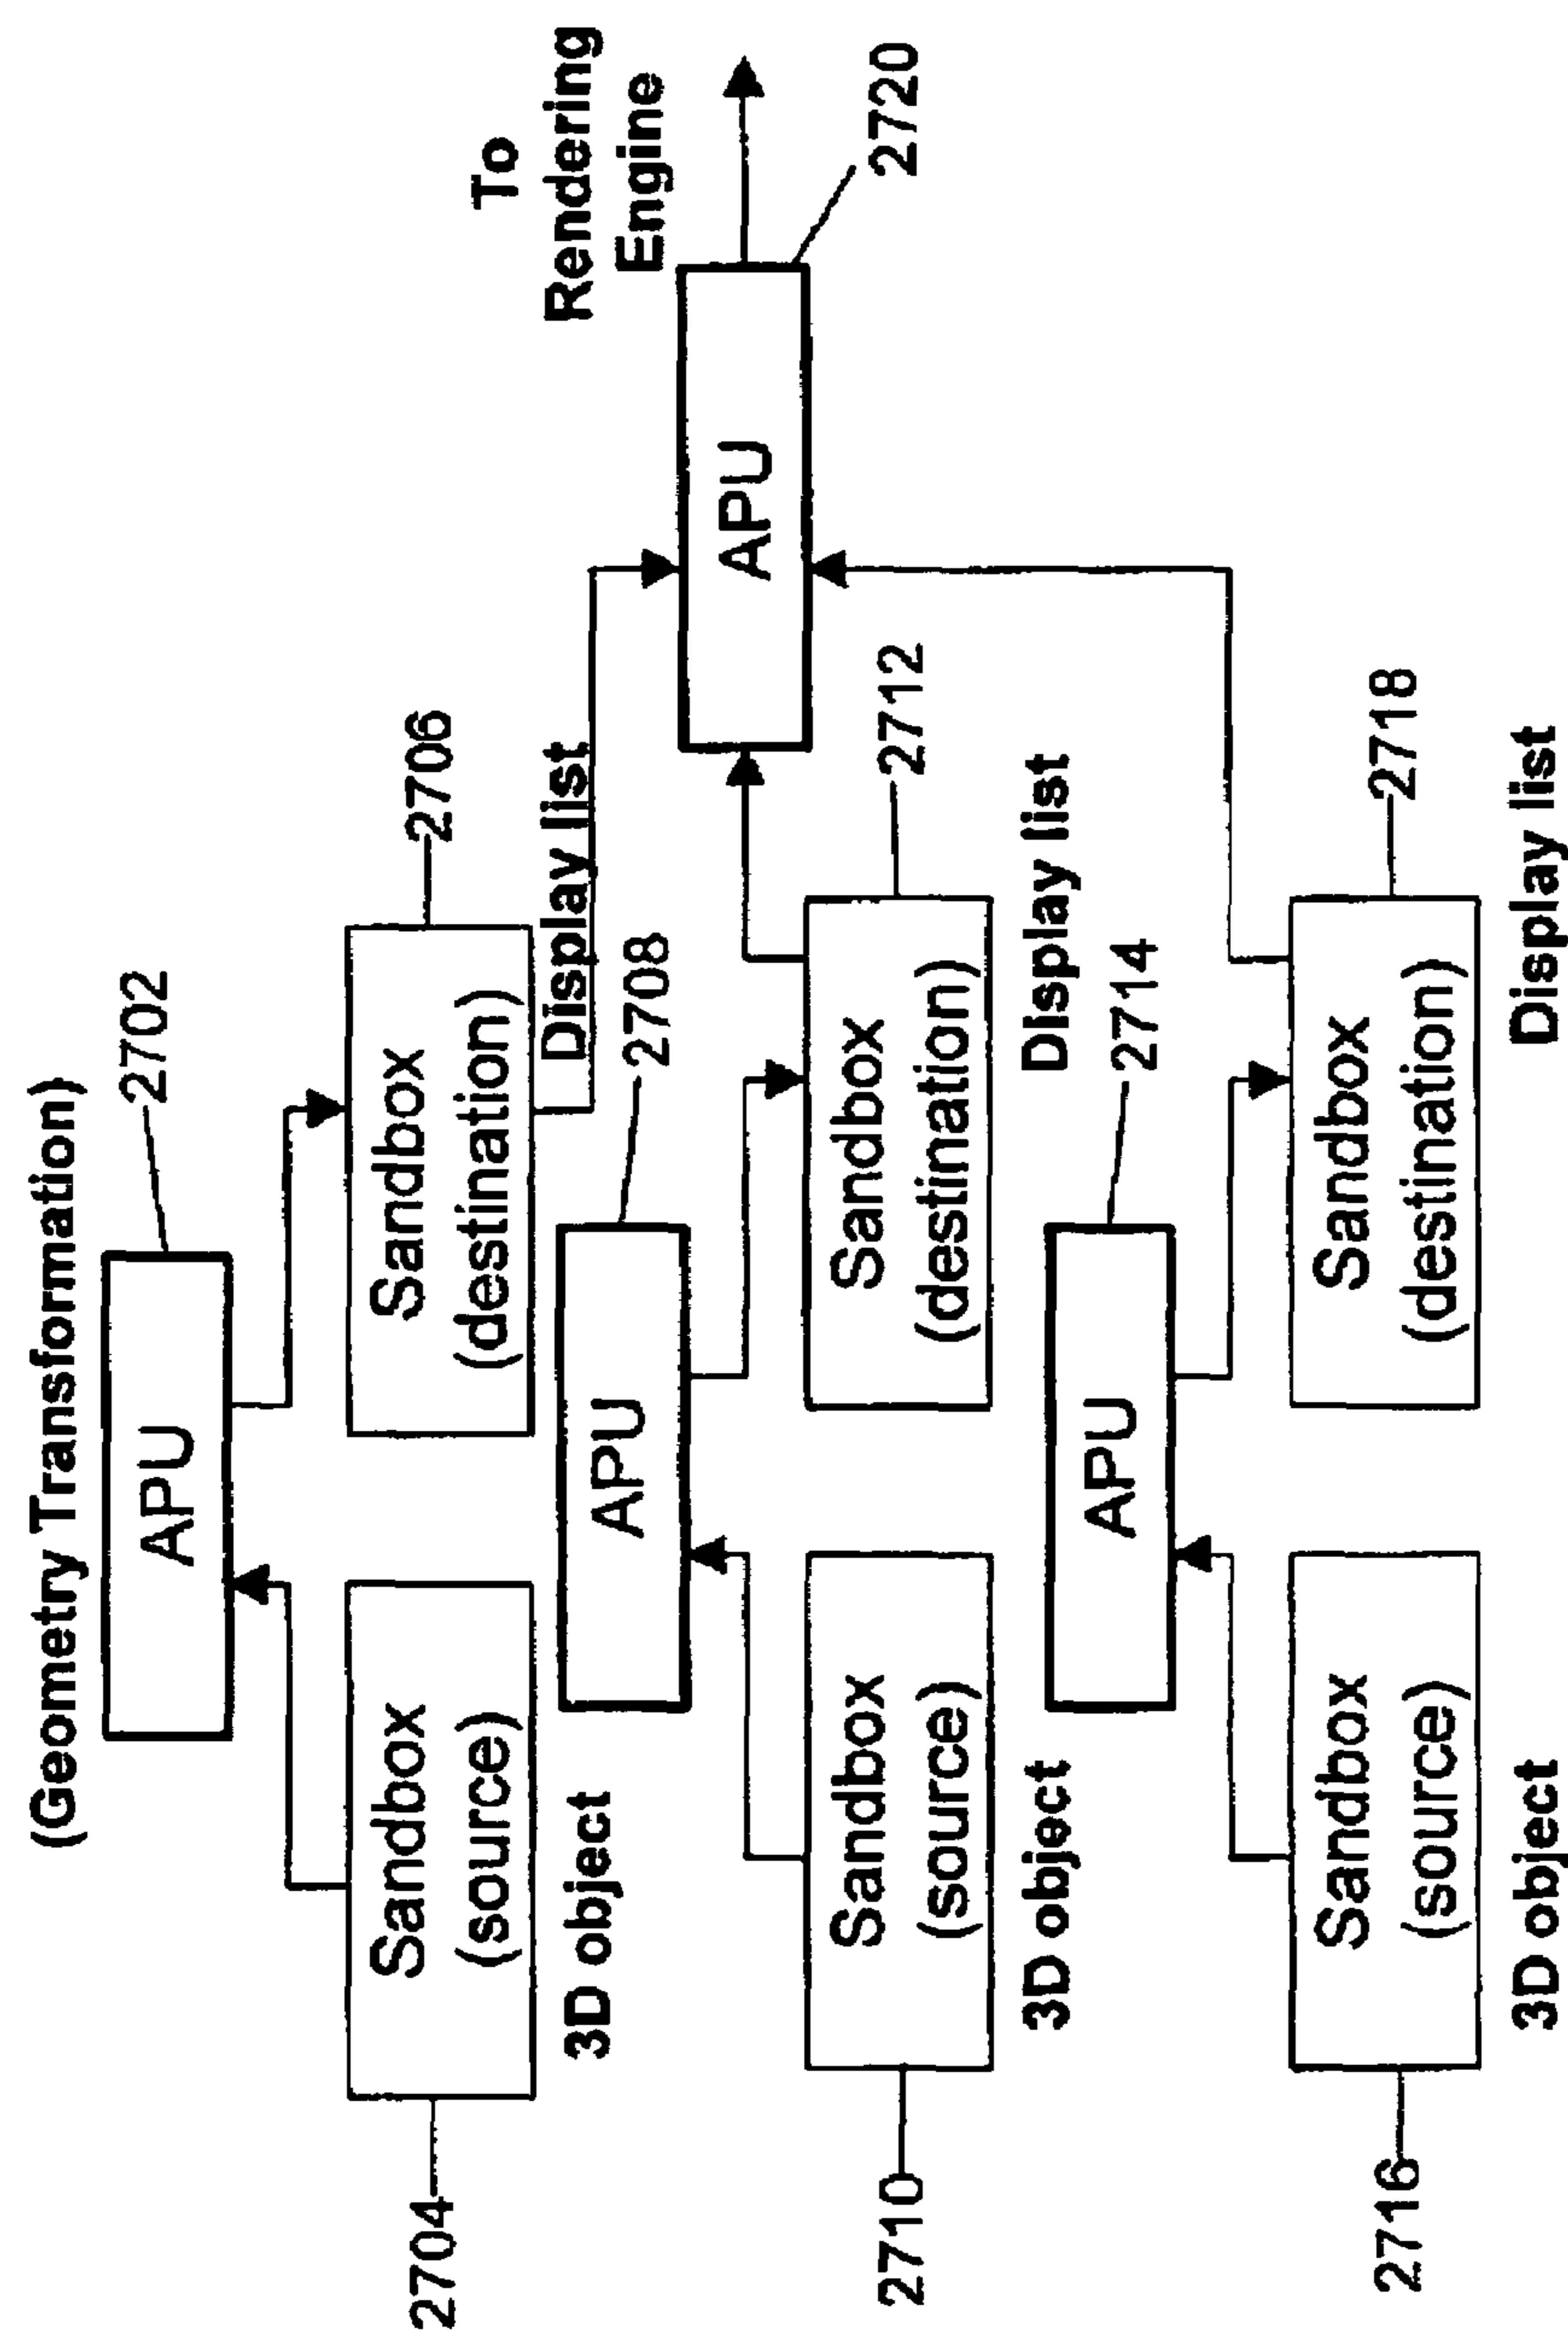 (Geometry Transformation)
2702
APU
2704
Sandbox
(source)
3D object
Sandbox
(destination)
2706
Display list
2708
APU
2710
Sandbox
(source)
3D object
Sandbox
(destination)
2712
Display list
2714
APU
2716
Sandbox
(source)
3D object
Sandbox
(destination)
2718
Display list
APU
2720
To
Rendering
Engine